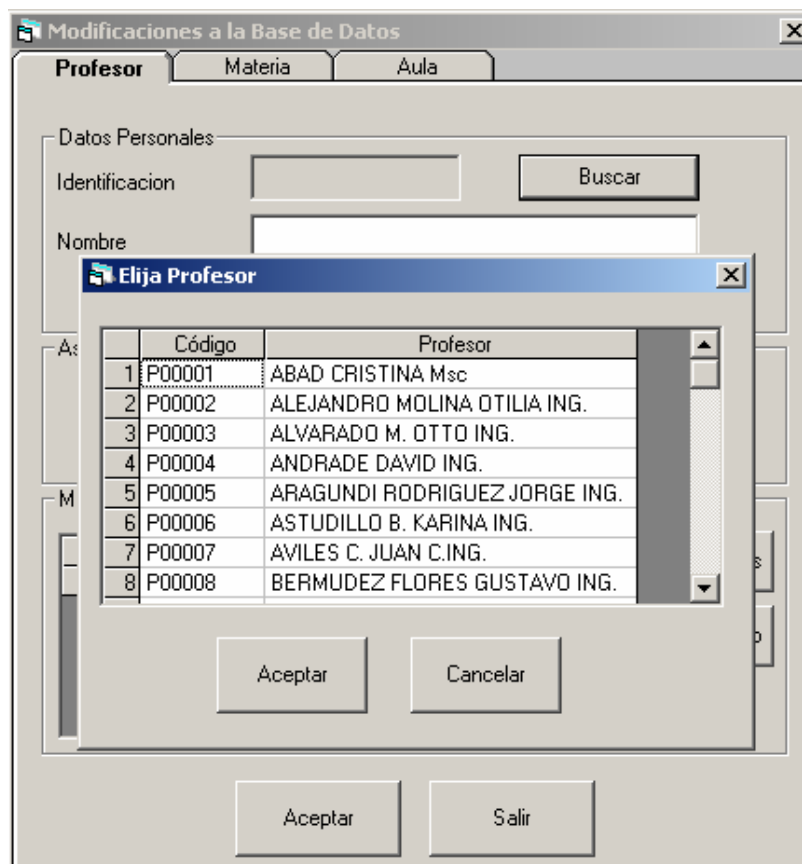 Modificaciones a la Base de Datos
Profesor Materia Aula
Datos Personales
Identificacion Buscar
Nombre
Elija Profesor
Código Profesor
1 P00001 ABAD CRISTINA Msc
2 P00002 ALEJANDRO MOLINA OTILIA ING.
3 P00003 ALVARADO M. OTTO ING.
4 P00004 ANDRADE DAVID ING.
5 P00005 ARAGUNDI RODRIGUEZ JORGE ING.
6 P00006 ASTUDILLO B. KARINA ING.
7 P00007 AVILES C. JUAN C.ING.
8 P00008 BERMUDEZ FLORES GUSTAVO ING.
Aceptar Cancelar
Aceptar Salir